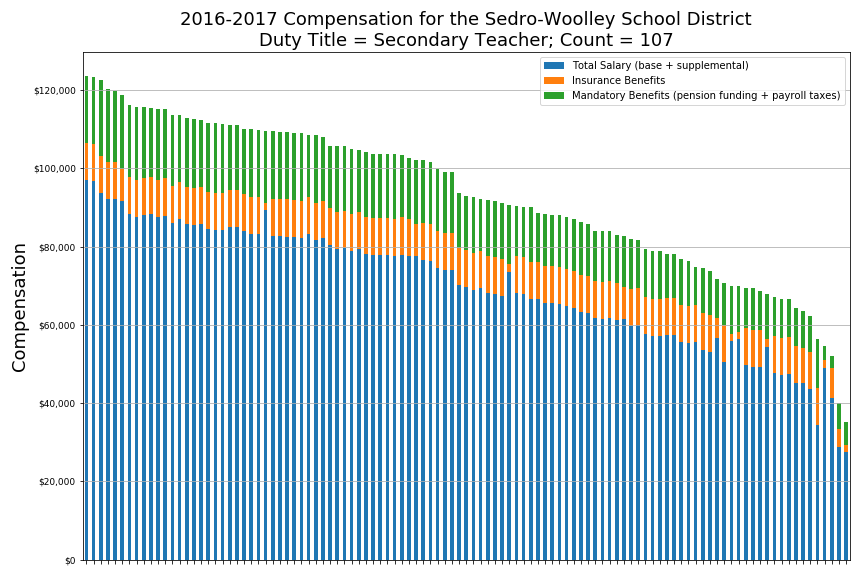 2016-2017 Compensation for the Sedro-Woolley School District
Duty Title = Secondary Teacher; Count = 107
Total Salary (base + supplemental)
Insurance Benefits
Mandatory Benefits (pension funding + payroll taxes)
Compensation
$120,000
$100,000
$80,000
$60,000
$40,000
$20,000
$0